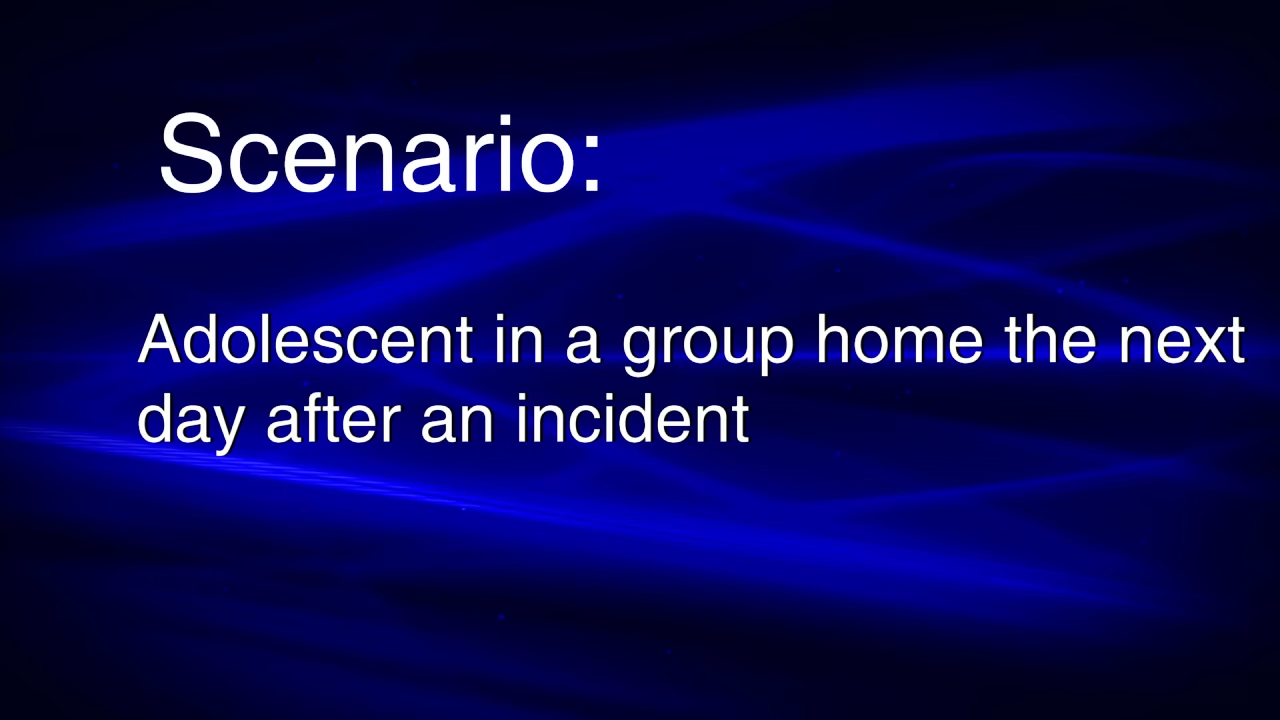 Scenario:
Adolescent in a group home the next
day after an incident